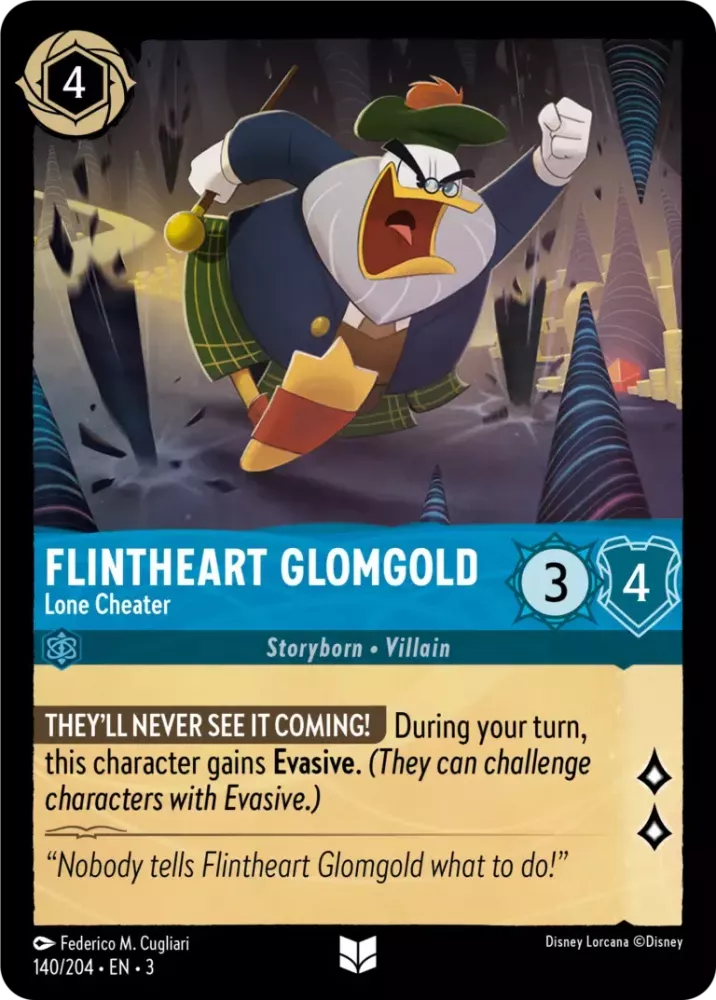 4
FLINTHEART GLOMGOLD
Lone Cheater
3
4
Storyborn • Villain
THEY'LL NEVER SEE IT COMING! During your turn,
this character gains Evasive. (They can challenge
characters with Evasive.)
“Nobody tells Flintheart Glomgold what to do!”
Federico M. Cugliari
Disney Lorcana ©Disney
140/204 • EN • 3